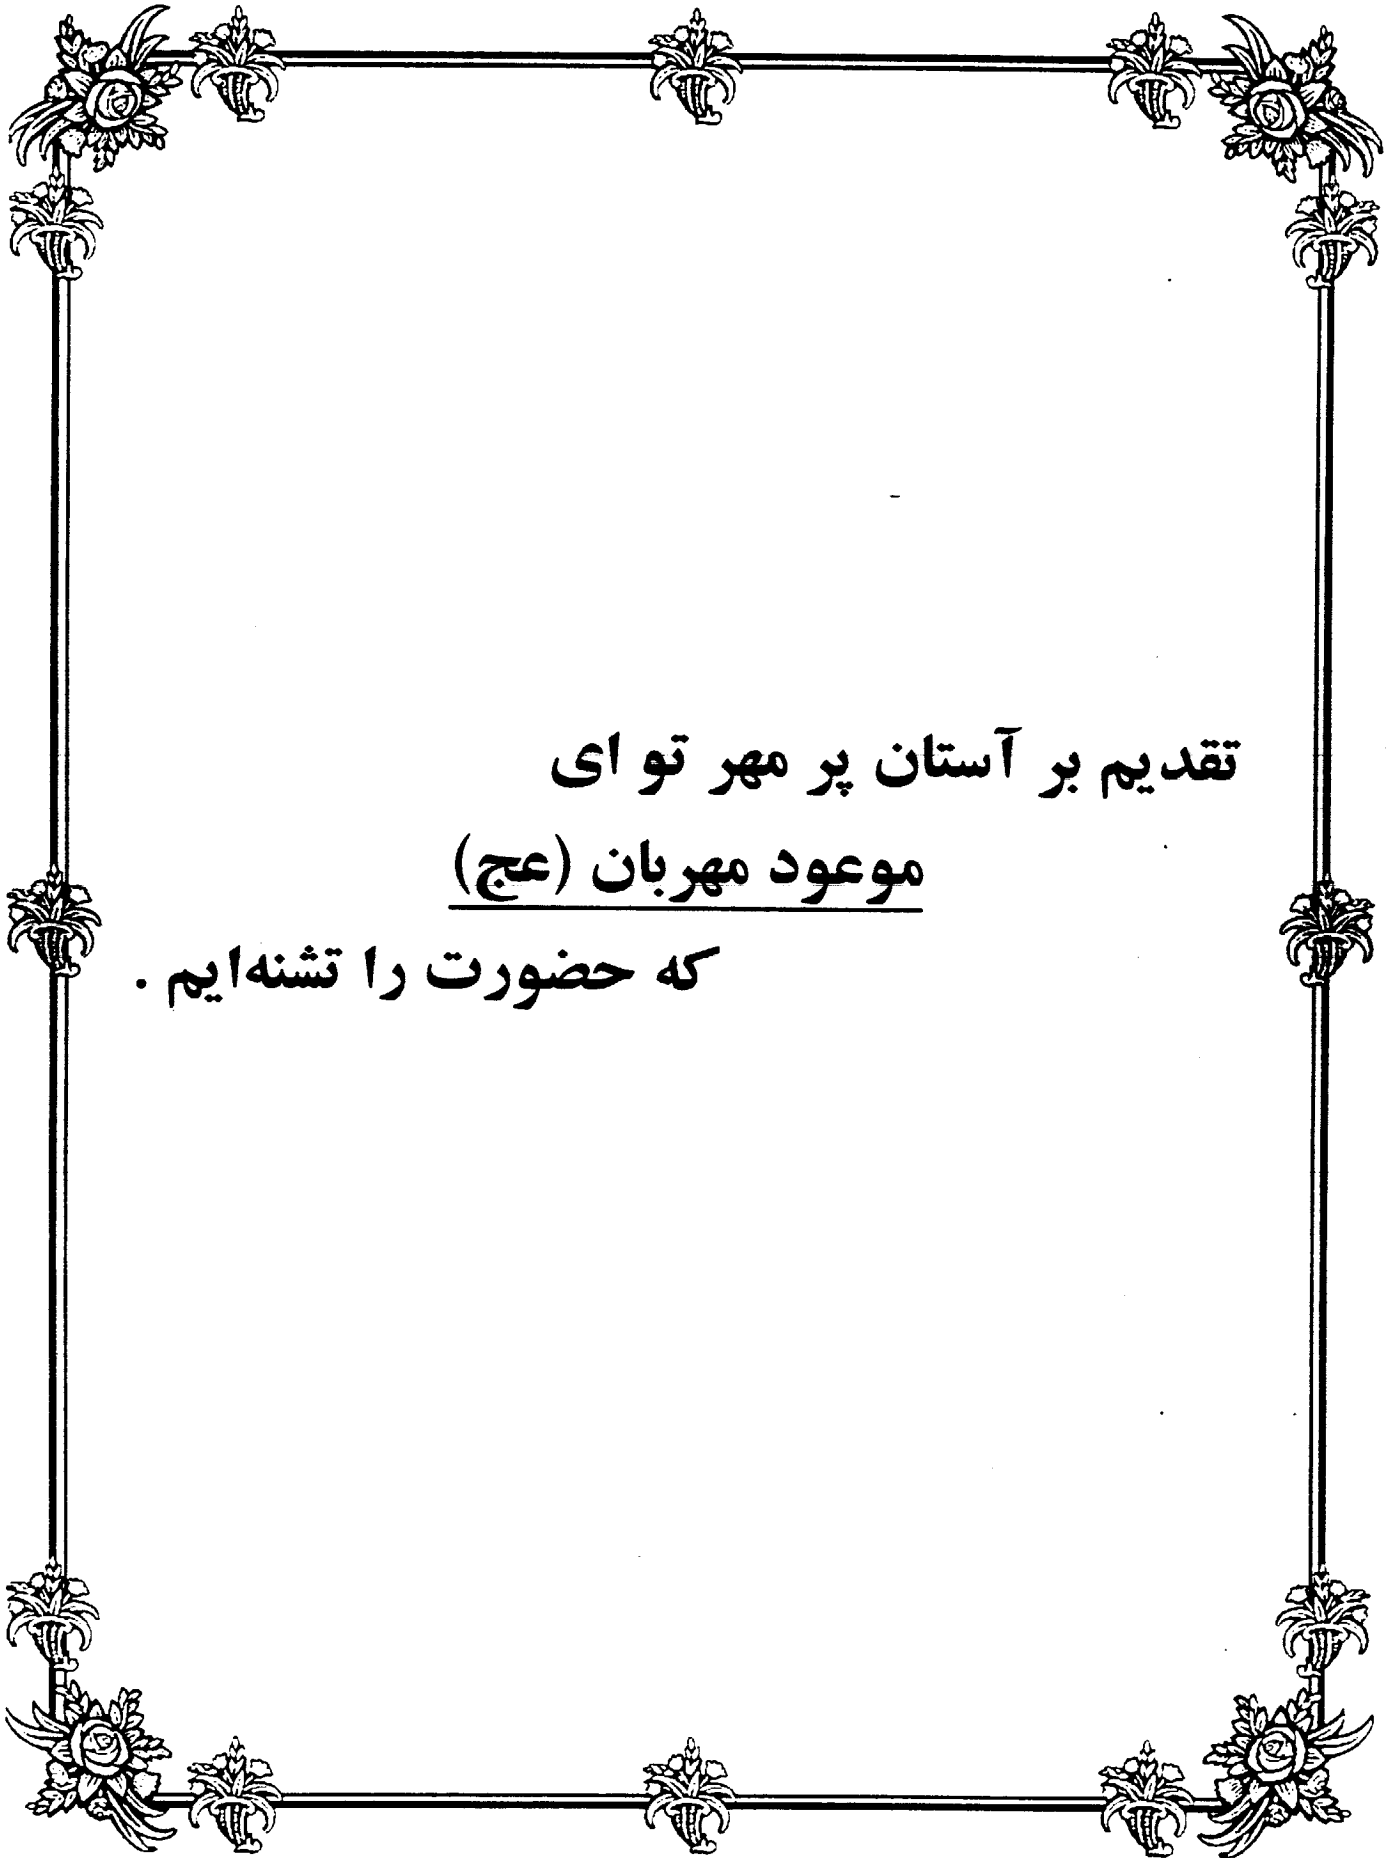 تقدیم بر آستان پر مهر تو ای
موعود مهربان (عج)
که حضورت را تشنه‌ایم .